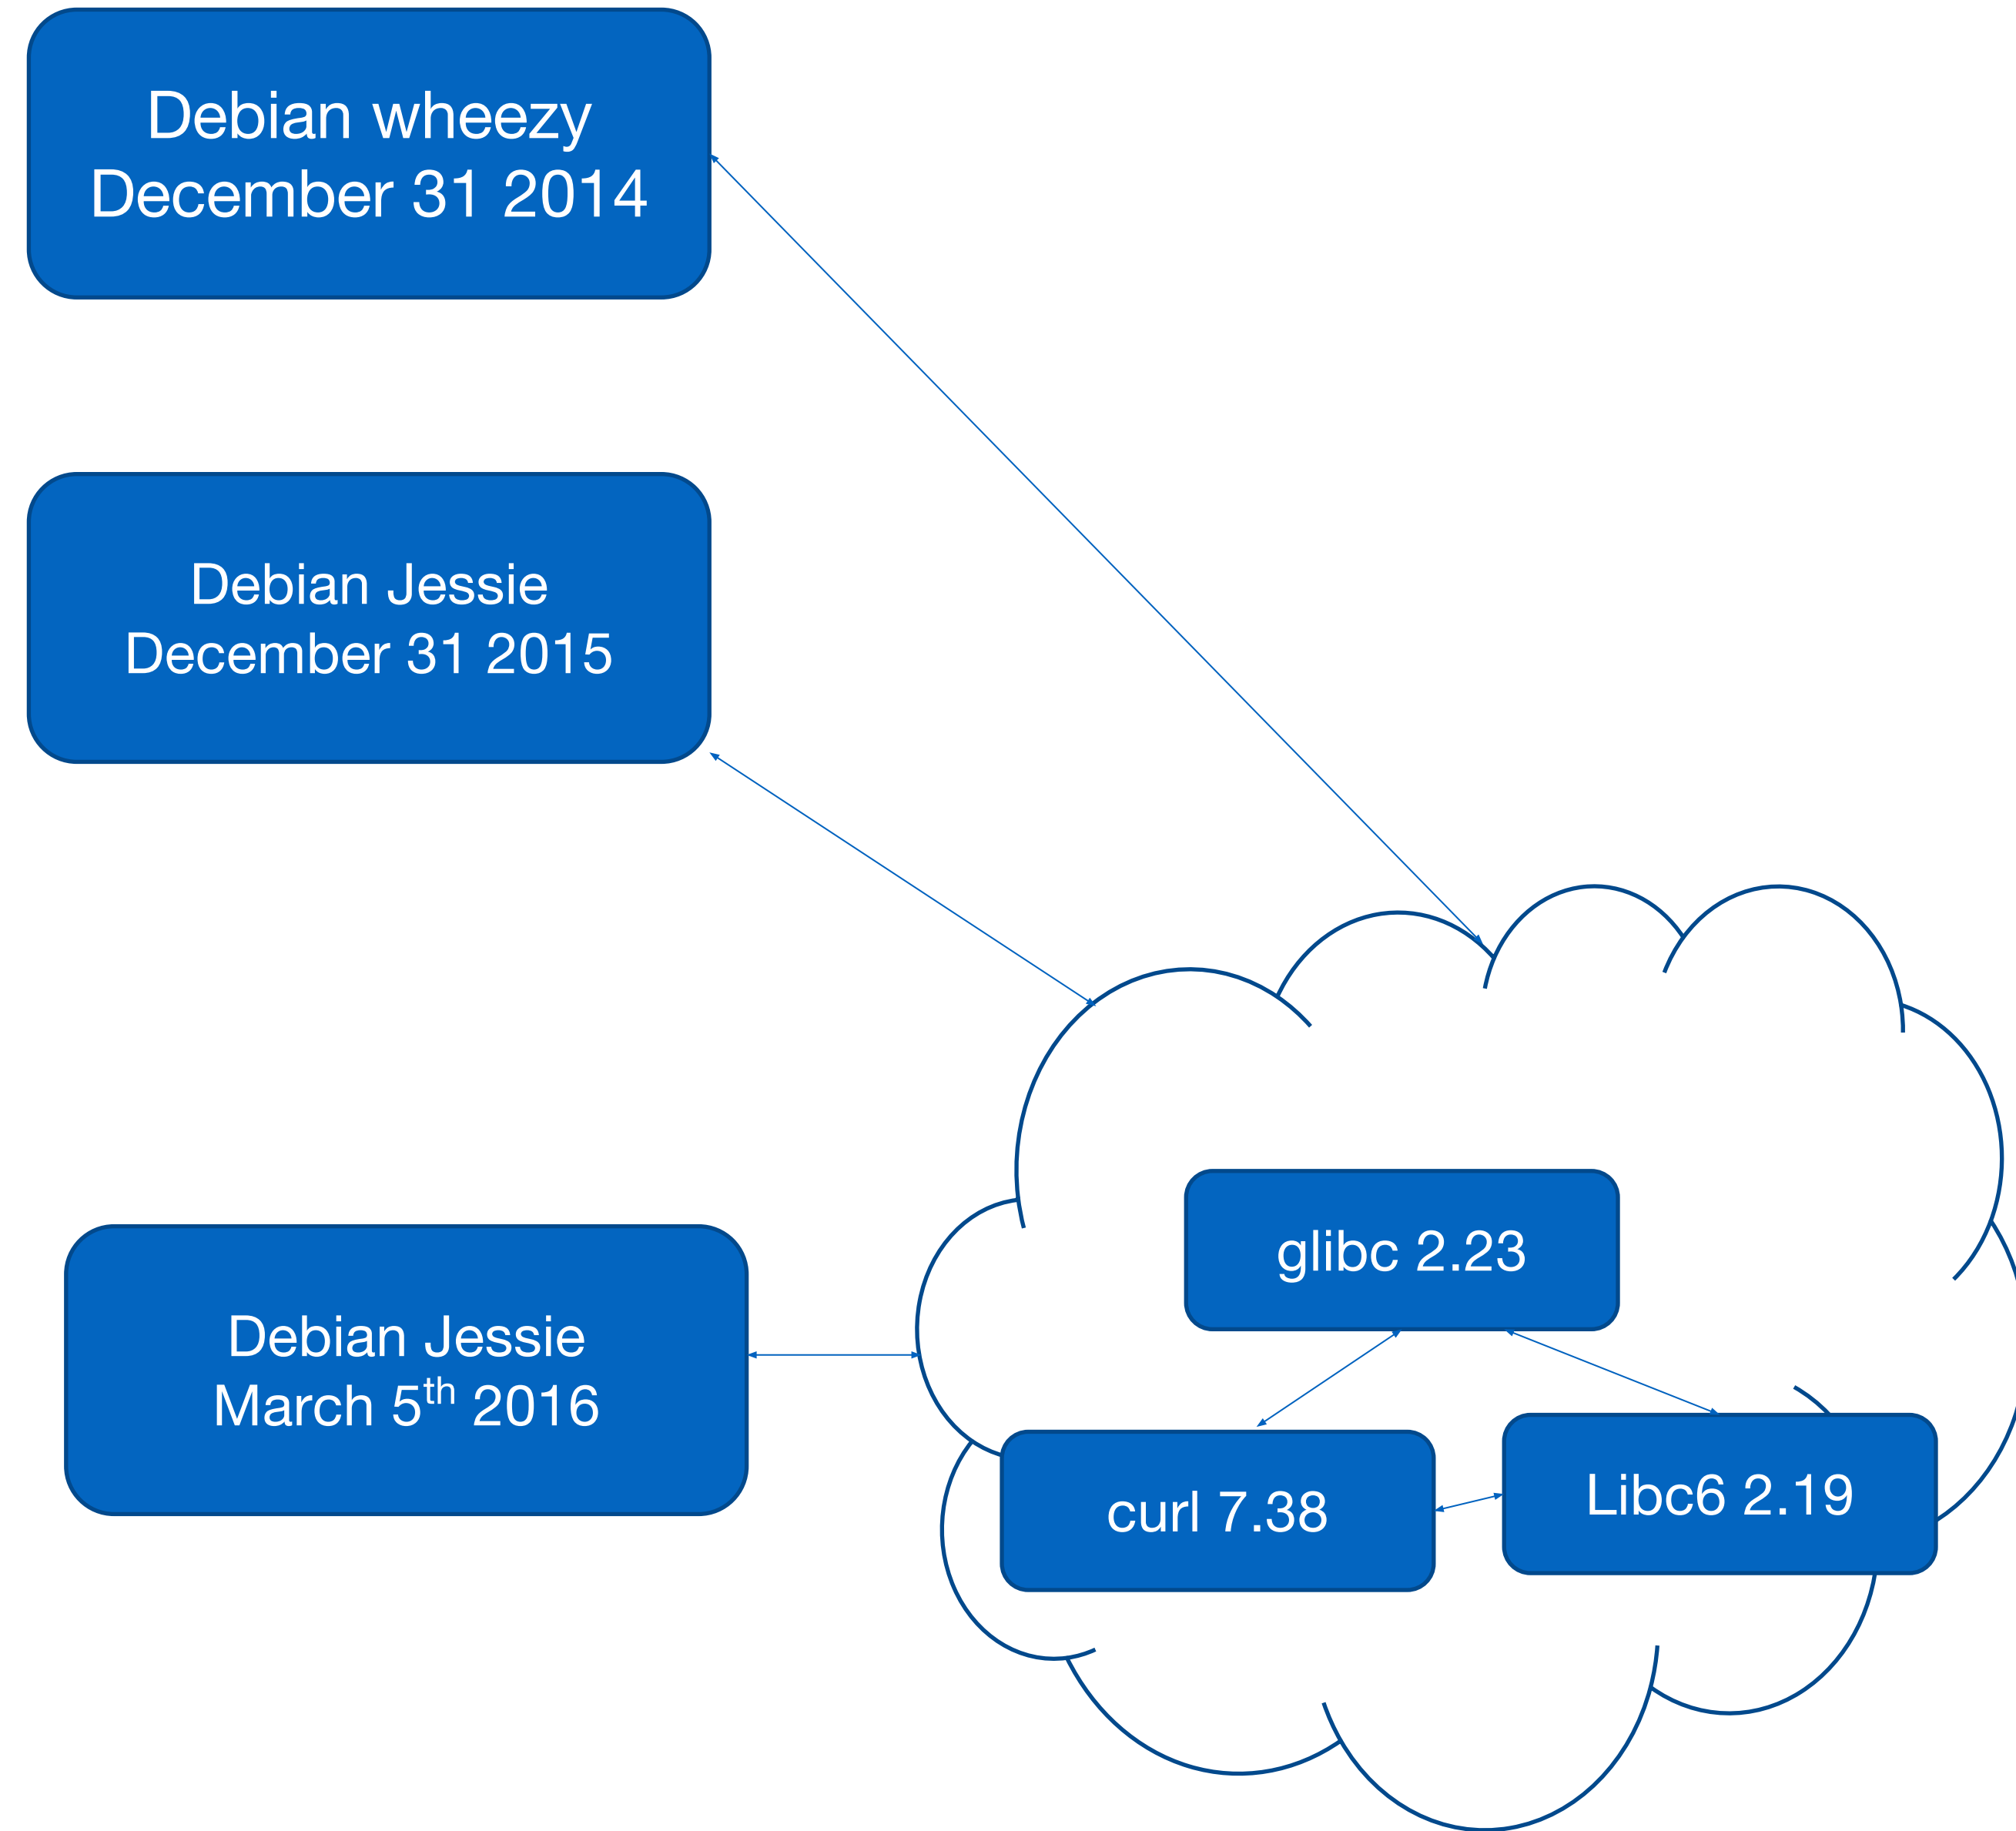 Debian wheezy
December 31 2014
Debian Jessie
December 31 2015
Debian Jessie
March 5th 2016
glibc 2.23
curl 7.38
Libc6 2.19